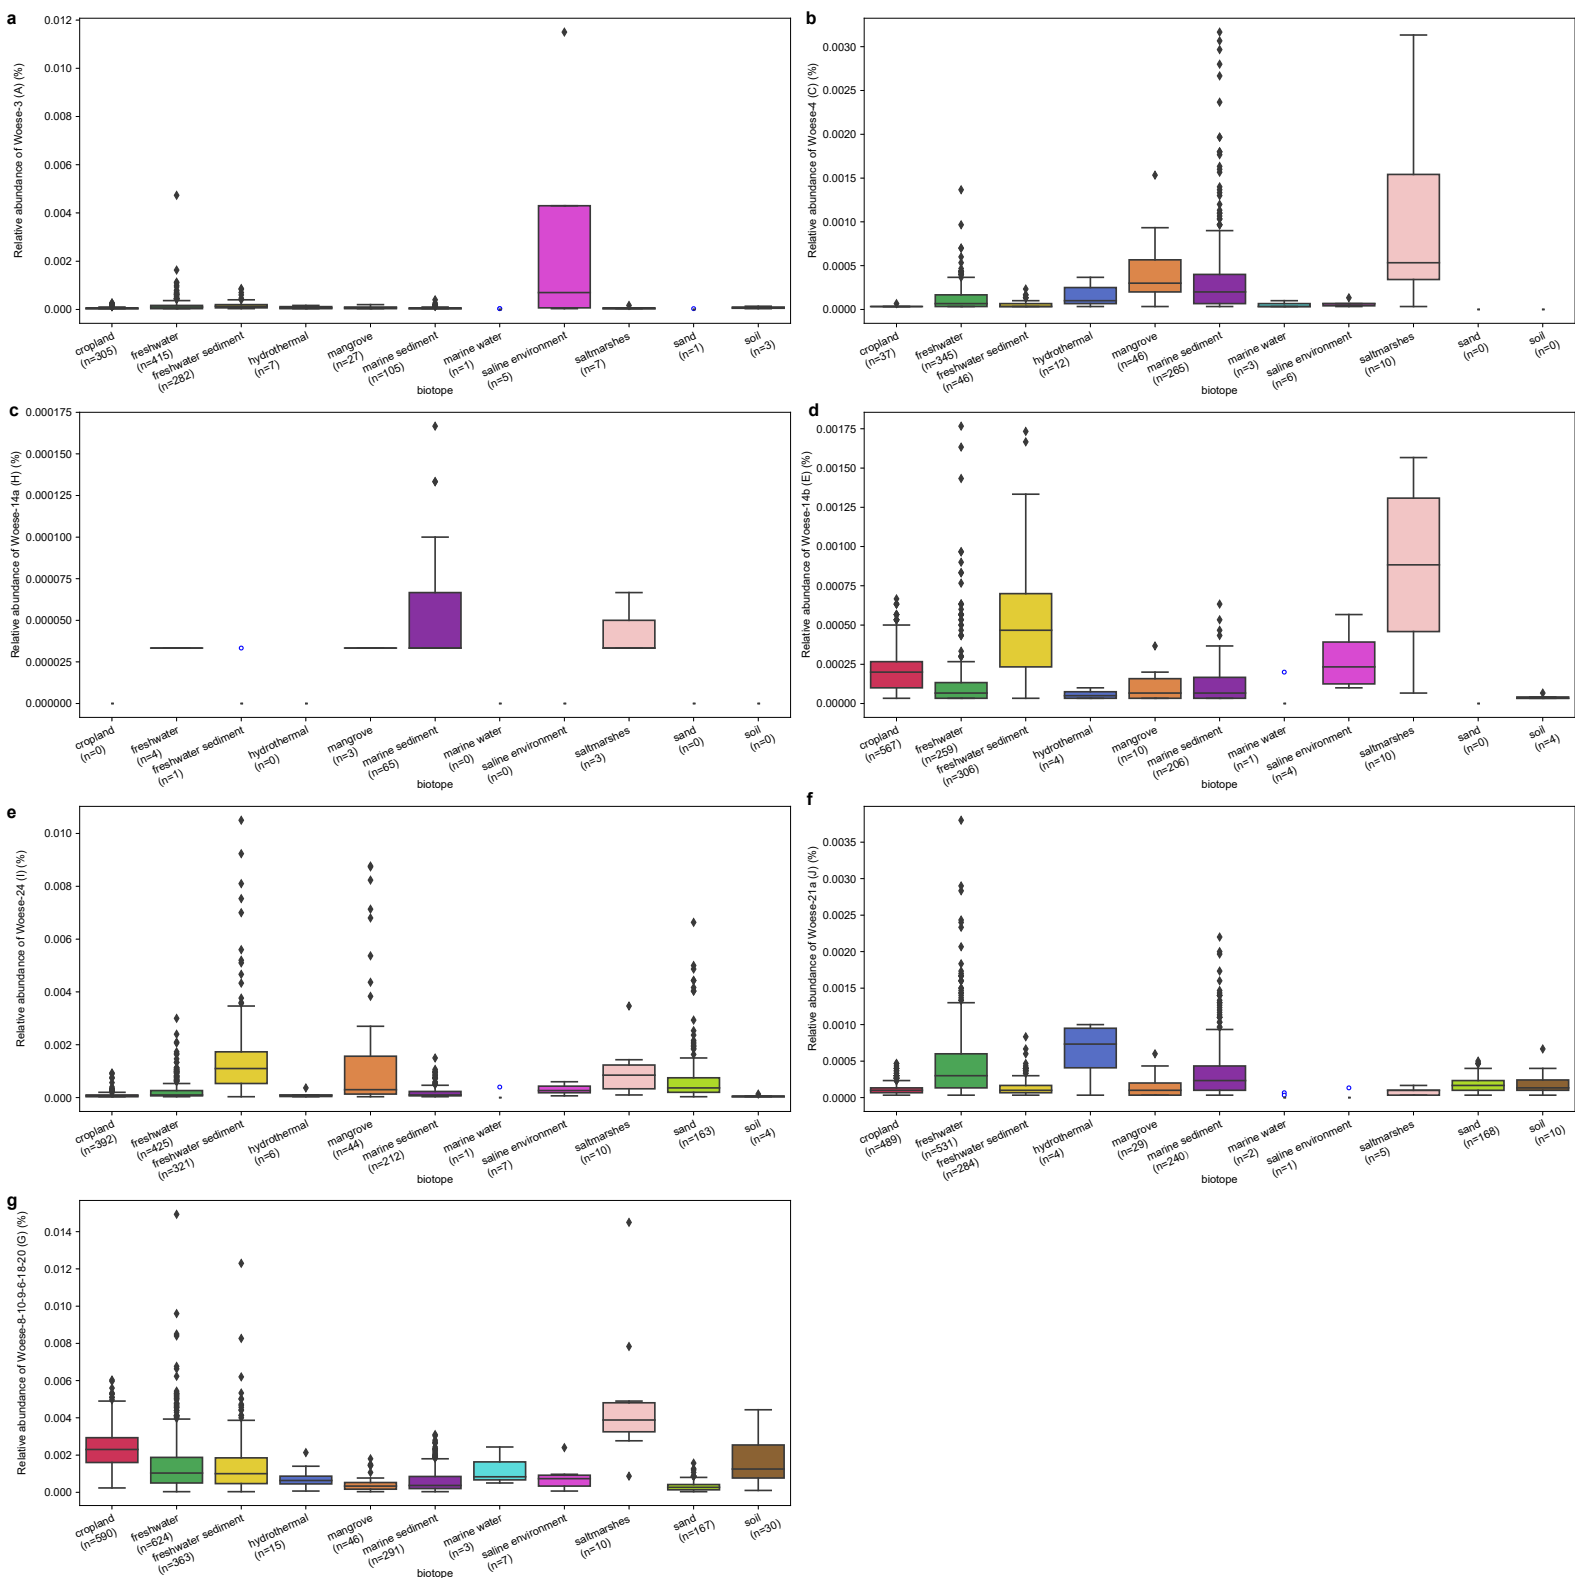 a
Relative abundance of Woese-3 (A) (%)
0.012
0.010
0.008
0.006
0.004
0.002
0.000
cropland
(n=305)
freshwater
(n=415)
freshwater sediment
(n=282)
hydrothermal
(n=7)
mangrove
(n=27)
marine sediment
(n=105)
marine water
(n=1)
saline environment
(n=5)
saltmarshes
(n=7)
sand
(n=1)
soil
(n=3)
biotope
b
Relative abundance of Woese-4 (C) (%)
0.0030
0.0025
0.0020
0.0015
0.0010
0.0005
0.0000
cropland
(n=37)
freshwater
(n=345)
freshwater sediment
(n=46)
hydrothermal
(n=12)
mangrove
(n=46)
marine sediment
(n=265)
marine water
(n=3)
saline environment
(n=6)
saltmarshes
(n=10)
sand
(n=0)
soil
(n=0)
biotope
c
Relative abundance of Woese-14a (H) (%)
0.000175
0.000150
0.000125
0.000100
0.000075
0.000050
0.000025
0.000000
cropland
(n=0)
freshwater
(n=4)
freshwater sediment
(n=1)
hydrothermal
(n=0)
mangrove
(n=3)
marine sediment
(n=65)
marine water
(n=0)
saline environment
(n=0)
saltmarshes
(n=3)
sand
(n=0)
soil
(n=0)
biotope
d
Relative abundance of Woese-14b (E) (%)
0.00175
0.00150
0.00125
0.00100
0.00075
0.00050
0.00025
0.00000
cropland
(n=567)
freshwater
(n=259)
freshwater sediment
(n=306)
hydrothermal
(n=4)
mangrove
(n=10)
marine sediment
(n=206)
marine water
(n=1)
saline environment
(n=4)
saltmarshes
(n=10)
sand
(n=0)
soil
(n=4)
biotope
e
Relative abundance of Woese-24 (I) (%)
0.010
0.008
0.006
0.004
0.002
0.000
cropland
(n=392)
freshwater
(n=425)
freshwater sediment
(n=321)
hydrothermal
(n=6)
mangrove
(n=44)
marine sediment
(n=212)
marine water
(n=1)
saline environment
(n=7)
saltmarshes
(n=10)
sand
(n=163)
soil
(n=4)
biotope
f
Relative abundance of Woese-21a (J) (%)
0.0035
0.0030
0.0025
0.0020
0.0015
0.0010
0.0005
0.0000
cropland
(n=489)
freshwater
(n=531)
freshwater sediment
(n=284)
hydrothermal
(n=4)
mangrove
(n=29)
marine sediment
(n=240)
marine water
(n=2)
saline environment
(n=1)
saltmarshes
(n=5)
sand
(n=168)
soil
(n=10)
biotope
g
Relative abundance of Woese-8-10-9-6-18-20 (G) (%)
0.014
0.012
0.010
0.008
0.006
0.004
0.002
0.000
cropland
(n=590)
freshwater
(n=624)
freshwater sediment
(n=363)
hydrothermal
(n=15)
mangrove
(n=46)
marine sediment
(n=291)
marine water
(n=3)
saline environment
(n=7)
saltmarshes
(n=10)
sand
(n=167)
soil
(n=30)
biotope